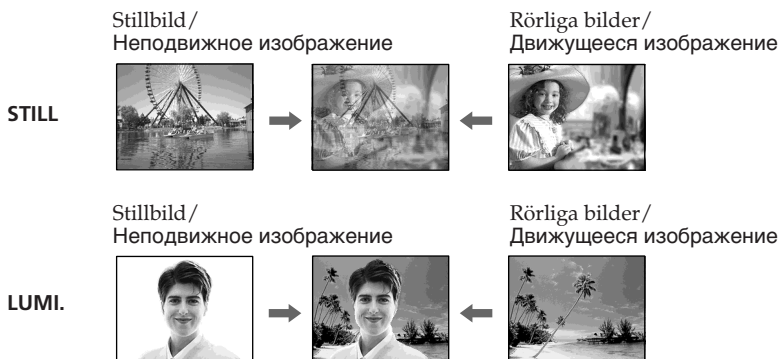 Stillbild/
Неподвижное изображение
Rörliga bilder/
Движущееся изображение
STILL
Stillbild/
Неподвижное изображение
Rörliga bilder/
Движущееся изображение
LUMI.